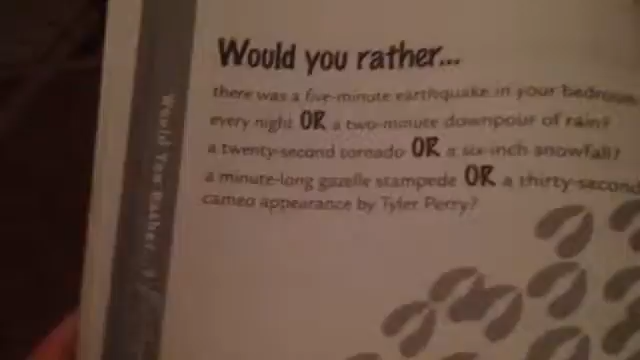 Would you rather...
there was a five-minute earthquake in your bedroom
every night OR a two-minute downpour of rain?
a twenty-second tornado OR a six-inch snowfall?
a minute-long gazelle stampede OR a thirty-second
cameo appearance by Tyler Perry?
Would You Rather...?